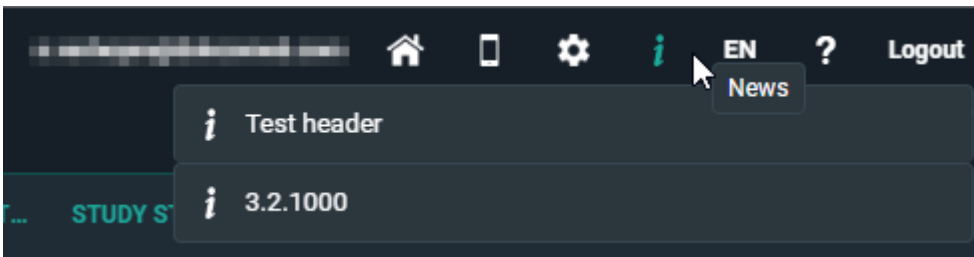 EN ? Logout
News
Test header
3.2.1000
T... STUDY ST